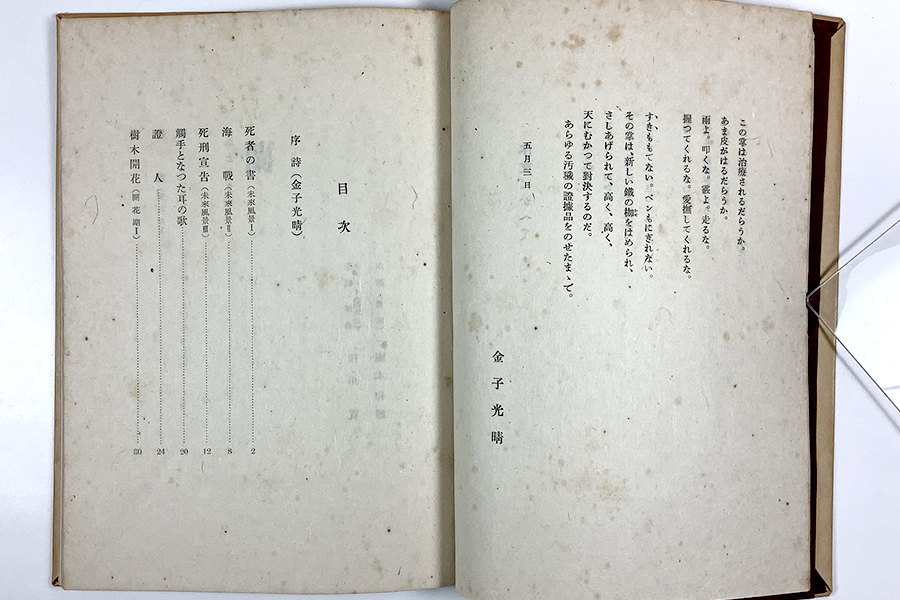 この掌は治療されるだらうか。
あま皮がはるだらうか。
雨よ。叩くな。雲よ。走るな。
握つてくれるな。愛撫してくれるな。
すきももてない。ペンもにぎれない。
その掌は、新しい鐵の枷をはめられ、
さしあげられて、高く、高く、
天にむかつて對決するのだ。
あらゆる汚穢の證據品をのせたまゝで。
五月三日
金子光晴
目次
序詩(金子光晴)
死者の書(未來風景Ⅰ)…………2
海戰(未來風景Ⅱ)…………8
死刑宣告(未來風景Ⅲ)…………12
觸手となつた耳の歌…………20
證人…………24
樹木開花(開花期Ⅰ)…………30